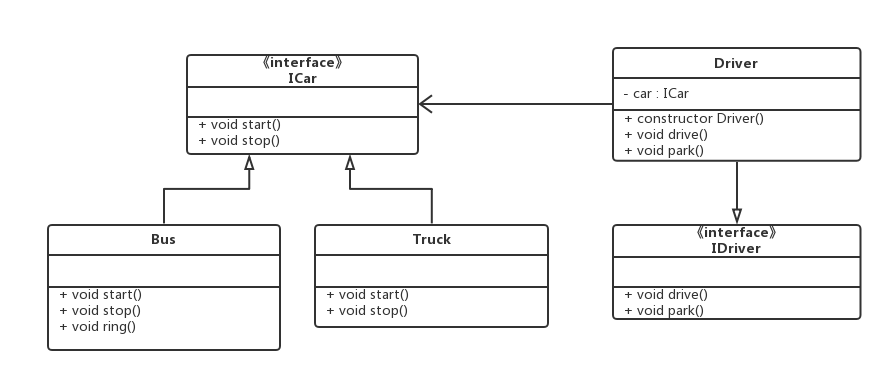 《interface》
ICar
+ void start()
+ void stop()
Driver
- car : ICar
+ constructor Driver()
+ void drive()
+ void park()
Bus
+ void start()
+ void stop()
+ void ring()
Truck
+ void start()
+ void stop()
《interface》
IDriver
+ void drive()
+ void park()